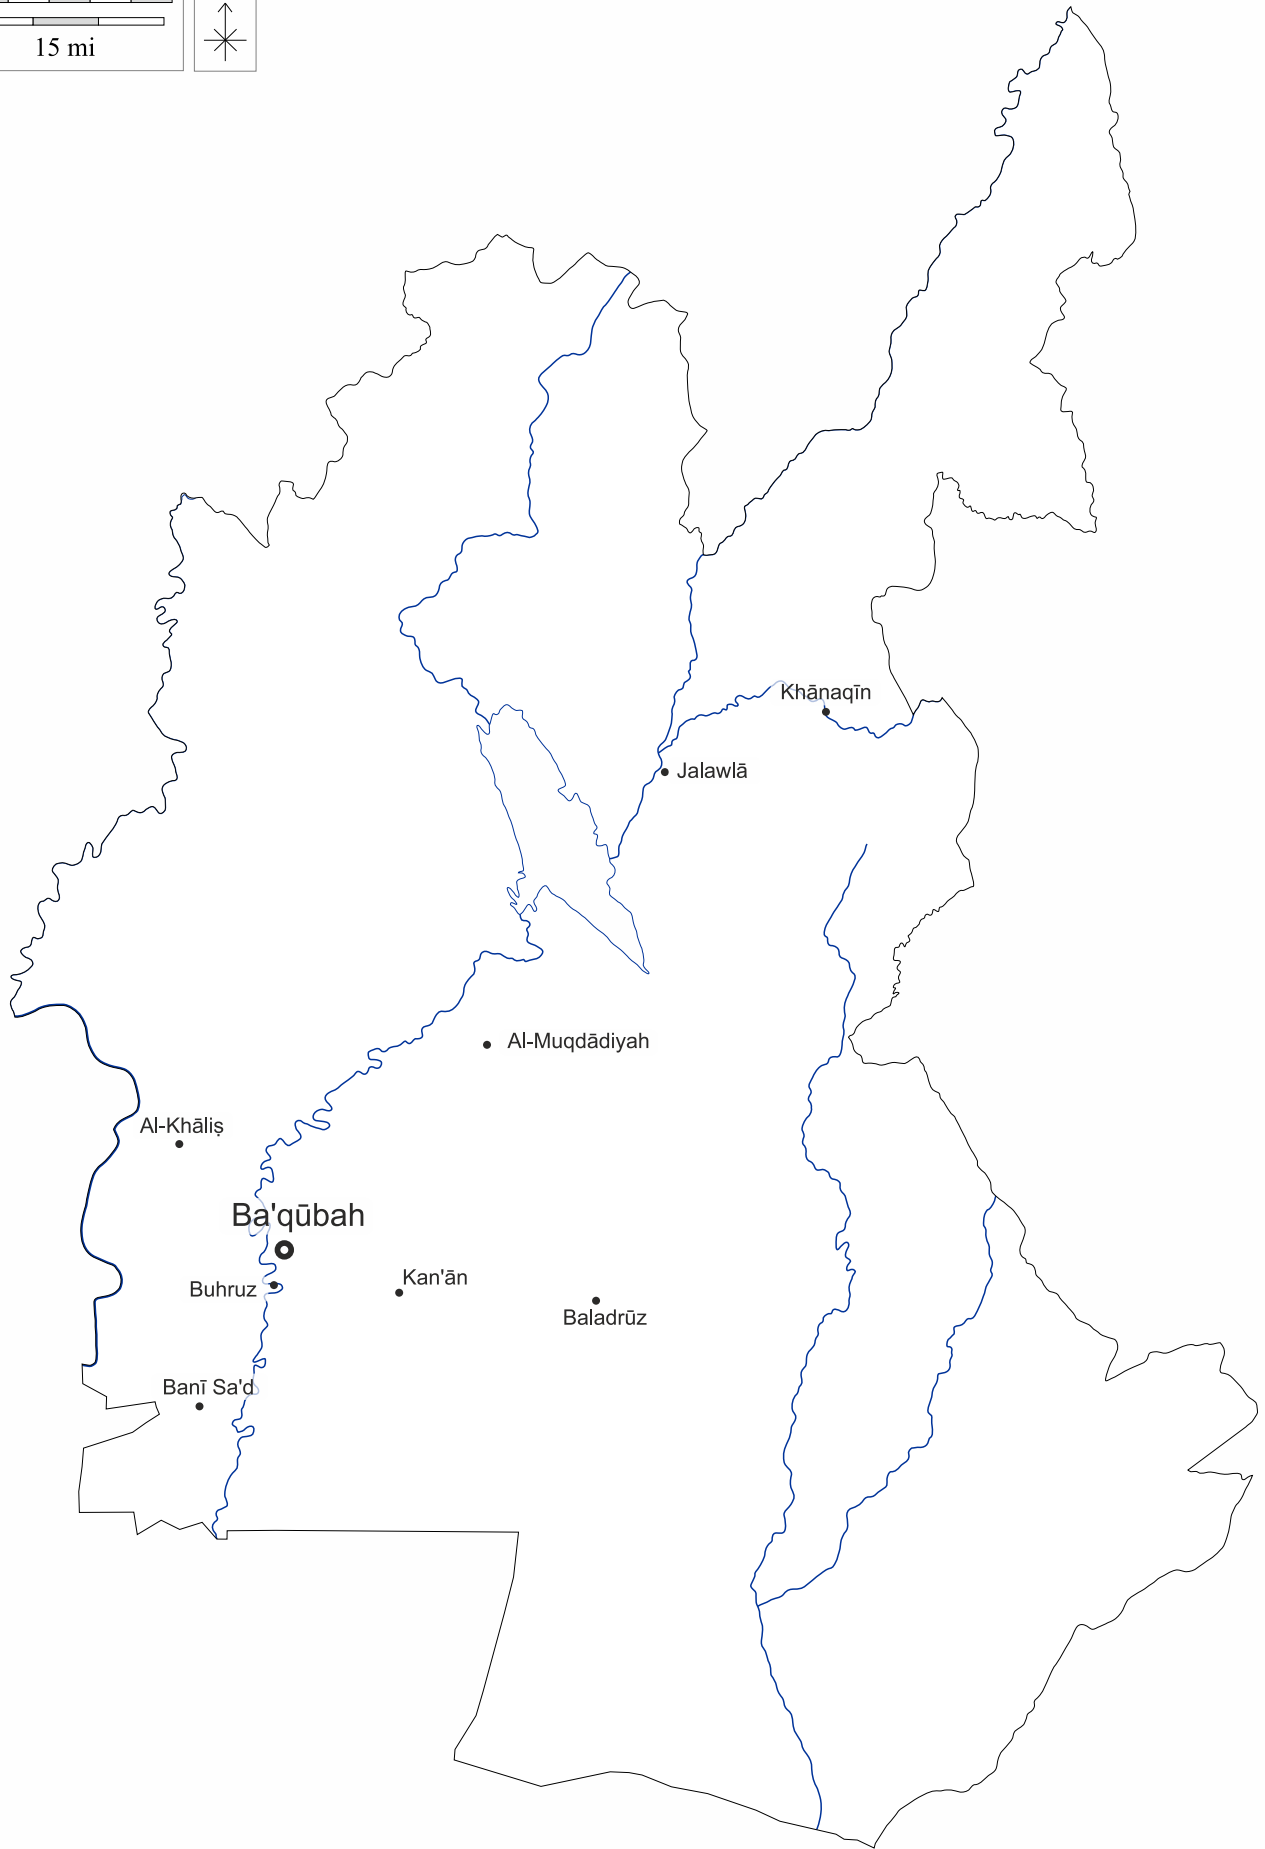 15 mi
Khānaqīn
Jalawlā
Al-Muqdādiyah
Al-Khāliṣ
Ba'qūbah
Buhruz
Kan'ān
Baladrūz
Banī Sa'd